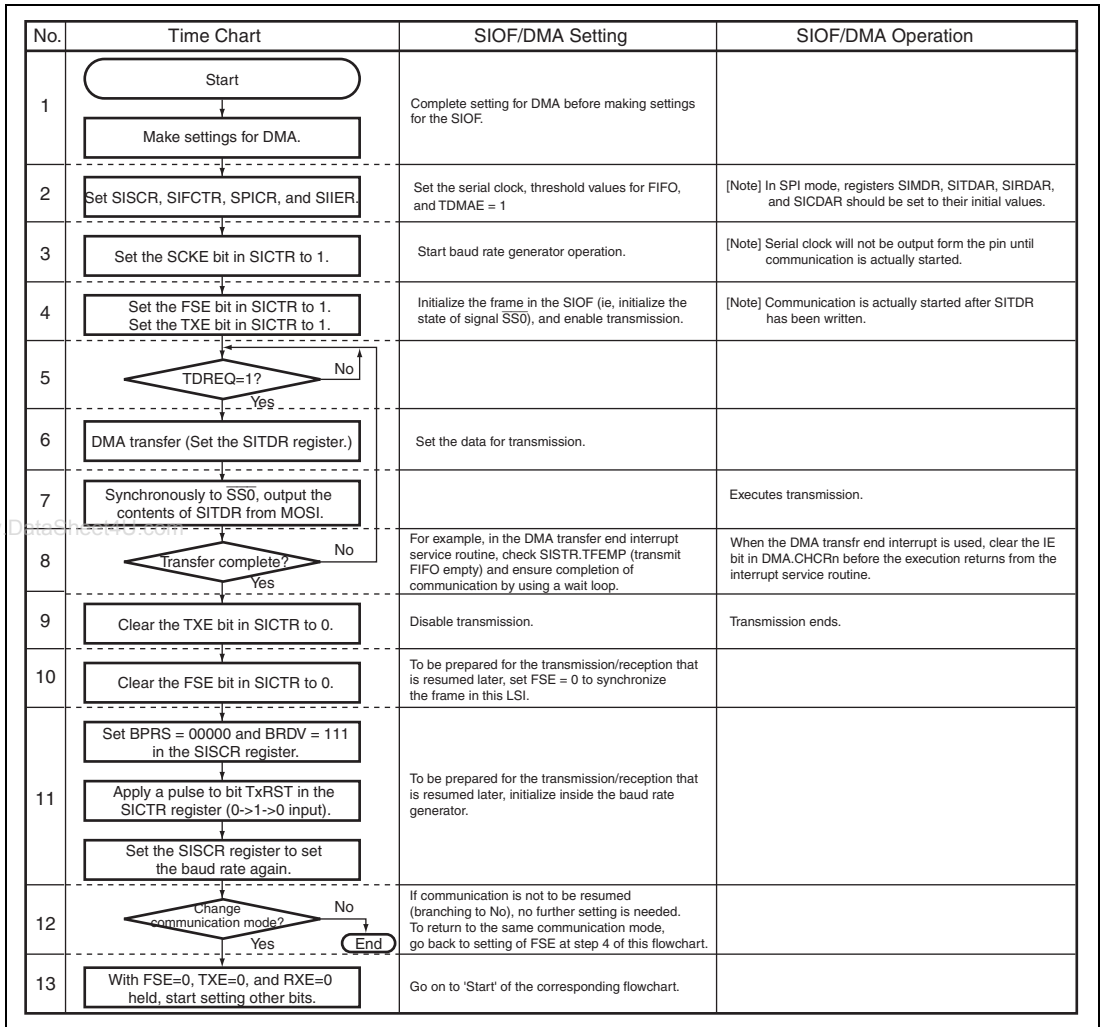 No.
Time Chart
SIOF/DMA Setting
SIOF/DMA Operation
1
Start
Make settings for DMA.
Complete setting for DMA before making settings
for the SIOF.
2
Set SISCR, SIFCTR, SPICR, and SIIER.
Set the serial clock, threshold values for FIFO,
and TDMAE = 1
[Note] In SPI mode, registers SIMDR, SITDAR, SIRDAR,
and SICDAR should be set to their initial values.
3
Set the SCKE bit in SICTR to 1.
Start baud rate generator operation.
[Note] Serial clock will not be output form the pin until
communication is actually started.
4
Set the FSE bit in SICTR to 1.
Set the TXE bit in SICTR to 1.
Initialize the frame in the SIOF (ie, initialize the
state of signal SS0), and enable transmission.
[Note] Communication is actually started after SITDR
has been written.
5
TDREQ=1?
No
Yes
6
DMA transfer (Set the SITDR register.)
Set the data for transmission.
7
Synchronously to SS0, output the
contents of SITDR from MOSI.
Executes transmission.
DataSheet4U.com
8
Transfer complete?
No
Yes
For example, in the DMA transfer end interrupt
service routine, check SISTR.TFEMP (transmit
FIFO empty) and ensure completion of
communication by using a wait loop.
When the DMA transfr end interrupt is used, clear the IE
bit in DMA.CHCRn before the execution returns from the
interrupt service routine.
9
Clear the TXE bit in SICTR to 0.
Disable transmission.
Transmission ends.
10
Clear the FSE bit in SICTR to 0.
To be prepared for the transmission/reception that
is resumed later, set FSE = 0 to synchronize
the frame in this LSI.
11
Set BPRS = 00000 and BRDV = 111
in the SISCR register.
Apply a pulse to bit TxRST in the
SICTR register (0->1->0 input).
Set the SISCR register to set
the baud rate again.
To be prepared for the transmission/reception that
is resumed later, initialize inside the baud rate
generator.
12
Change
communication mode?
No
Yes
End
If communication is not to be resumed
(branching to No), no further setting is needed.
To return to the same communication mode,
go back to setting of FSE at step 4 of this flowchart.
13
With FSE=0, TXE=0, and RXE=0
held, start setting other bits.
Go on to 'Start' of the corresponding flowchart.